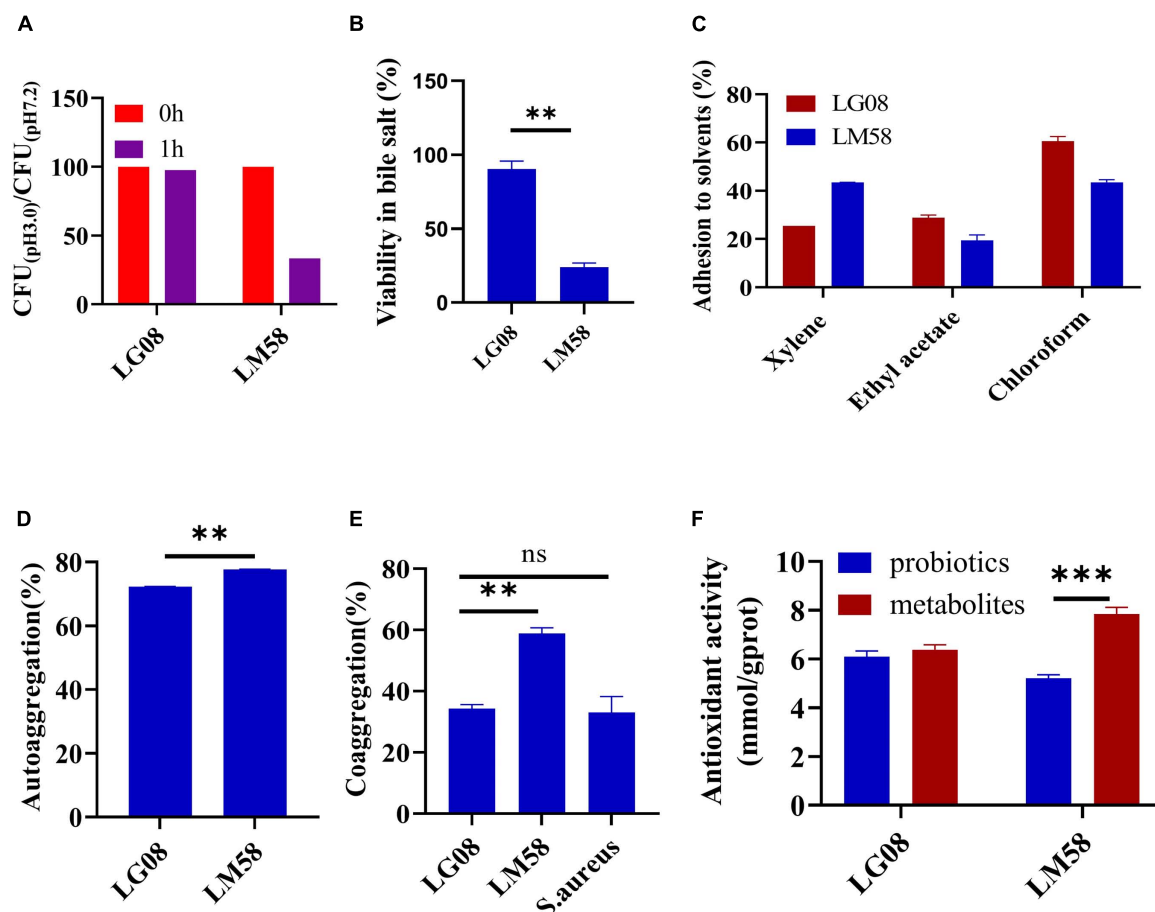 A
CFU(pH3.0)/CFU(pH7.2)
150
100
50
0
0h
1h
LG08
LM58
B
Viability in bile salt (%)
150
100
50
0
**
LG08
LM58
C
Adhesion to solvents (%)
80
60
40
20
0
LG08
LM58
Xylene
Ethyl acetate
Chloroform
D
Autoaggregation(%)
80
60
40
20
0
**
LG08
LM58
E
Coaggregation(%)
80
60
40
20
0
ns
**
LG08
LM58
S.aureus
F
Antioxidant activity
(mmol/gprot)
10
8
6
4
2
0
probiotics
metabolites
***
LG08
LM58